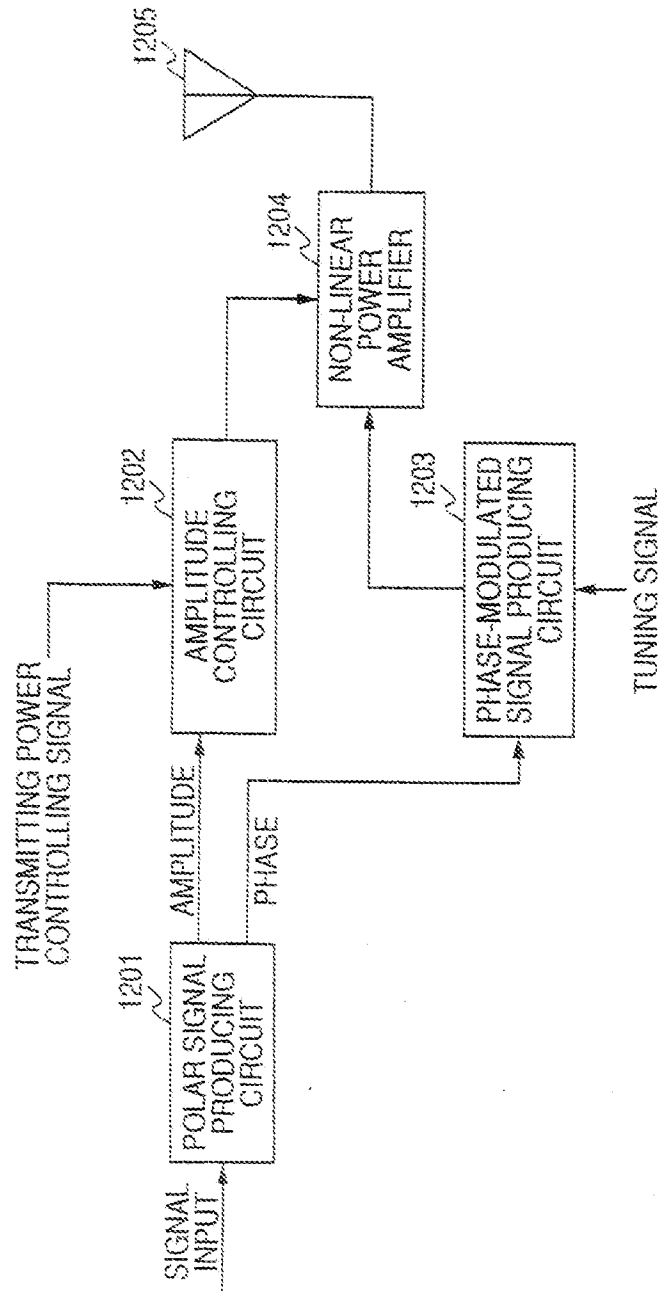 TRANSMITTING POWER
CONTROLLING SIGNAL
SIGNAL
INPUT
1201
POLAR SIGNAL
PRODUCING
CIRCUIT
AMPLITUDE
PHASE
1202
AMPLITUDE
CONTROLLING
CIRCUIT
1203
PHASE-MODULATED
SIGNAL PRODUCING
CIRCUIT
TUNING SIGNAL
1204
NON-LINEAR
POWER
AMPLIFIER
1205